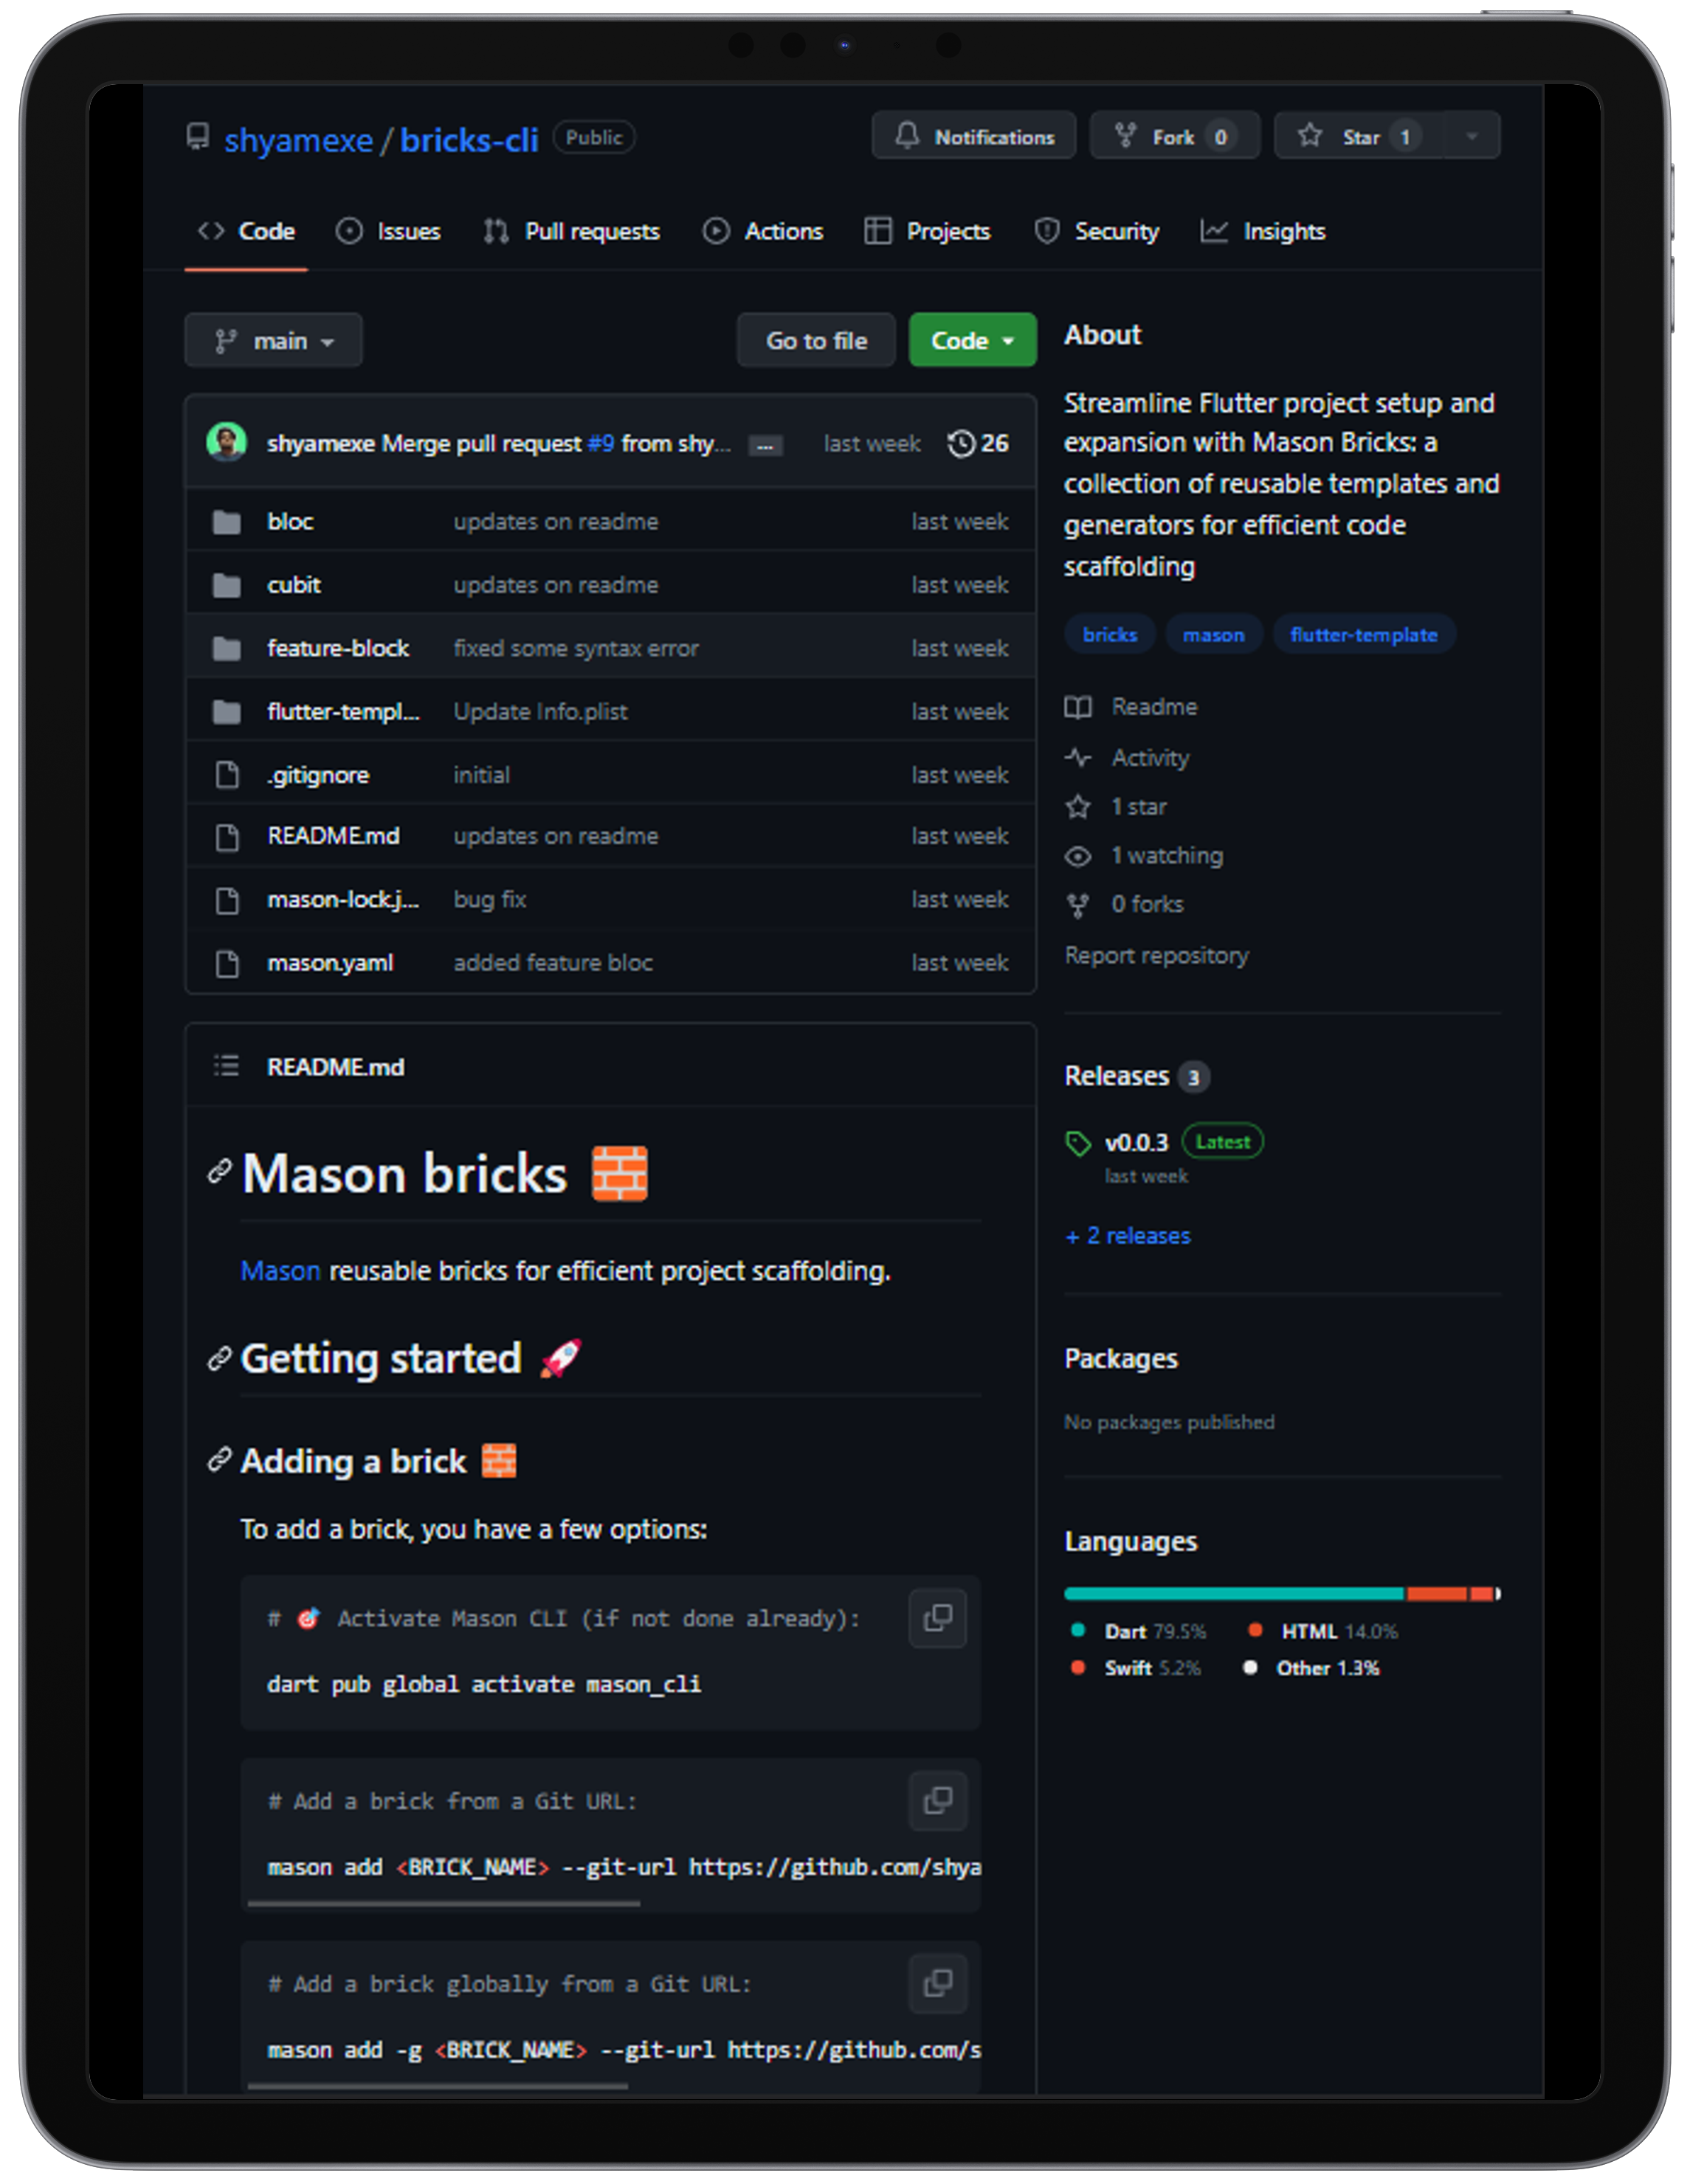 shyamexe / bricks-cli Public
Notifications Fork 0 Star 1
Code Issues Pull requests Actions Projects Security Insights
main Go to file Code
shyamexe Merge pull request #9 from shy... ... last week 26
bloc updates on readme last week
cubit updates on readme last week
feature-block fixed some syntax error last week
flutter-templ... Update Info.plist last week
.gitignore initial last week
README.md updates on readme last week
mason-lock.j... bug fix last week
mason.yaml added feature bloc last week
README.md
Mason bricks 🧱
Mason reusable bricks for efficient project scaffolding.
Getting started 🚀
Adding a brick 🧱
To add a brick, you have a few options:
# 🎯 Activate Mason CLI (if not done already):
dart pub global activate mason_cli
# Add a brick from a Git URL:
mason add <BRICK_NAME> --git-url https://github.com/shya
# Add a brick globally from a Git URL:
mason add -g <BRICK_NAME> --git-url https://github.com/s
About
Streamline Flutter project setup and
expansion with Mason Bricks: a
collection of reusable templates and
generators for efficient code
scaffolding
bricks mason flutter-template
Readme
Activity
1 star
1 watching
0 forks
Report repository
Releases 3
v0.0.3 Latest
last week
+ 2 releases
Packages
No packages published
Languages
Dart 79.5% HTML 14.0%
Swift 5.2% Other 1.3%